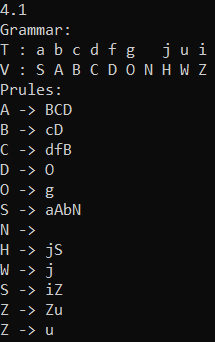 4.1
Grammar:
T : a b c d f g   j u i
V : S A B C D O N H W Z
Prules:
A -> BCD
B -> cD
C -> dfB
D -> O
O -> g
S -> aAbN
N ->
H -> jS
W -> j
S -> iZ
Z -> Zu
Z -> u